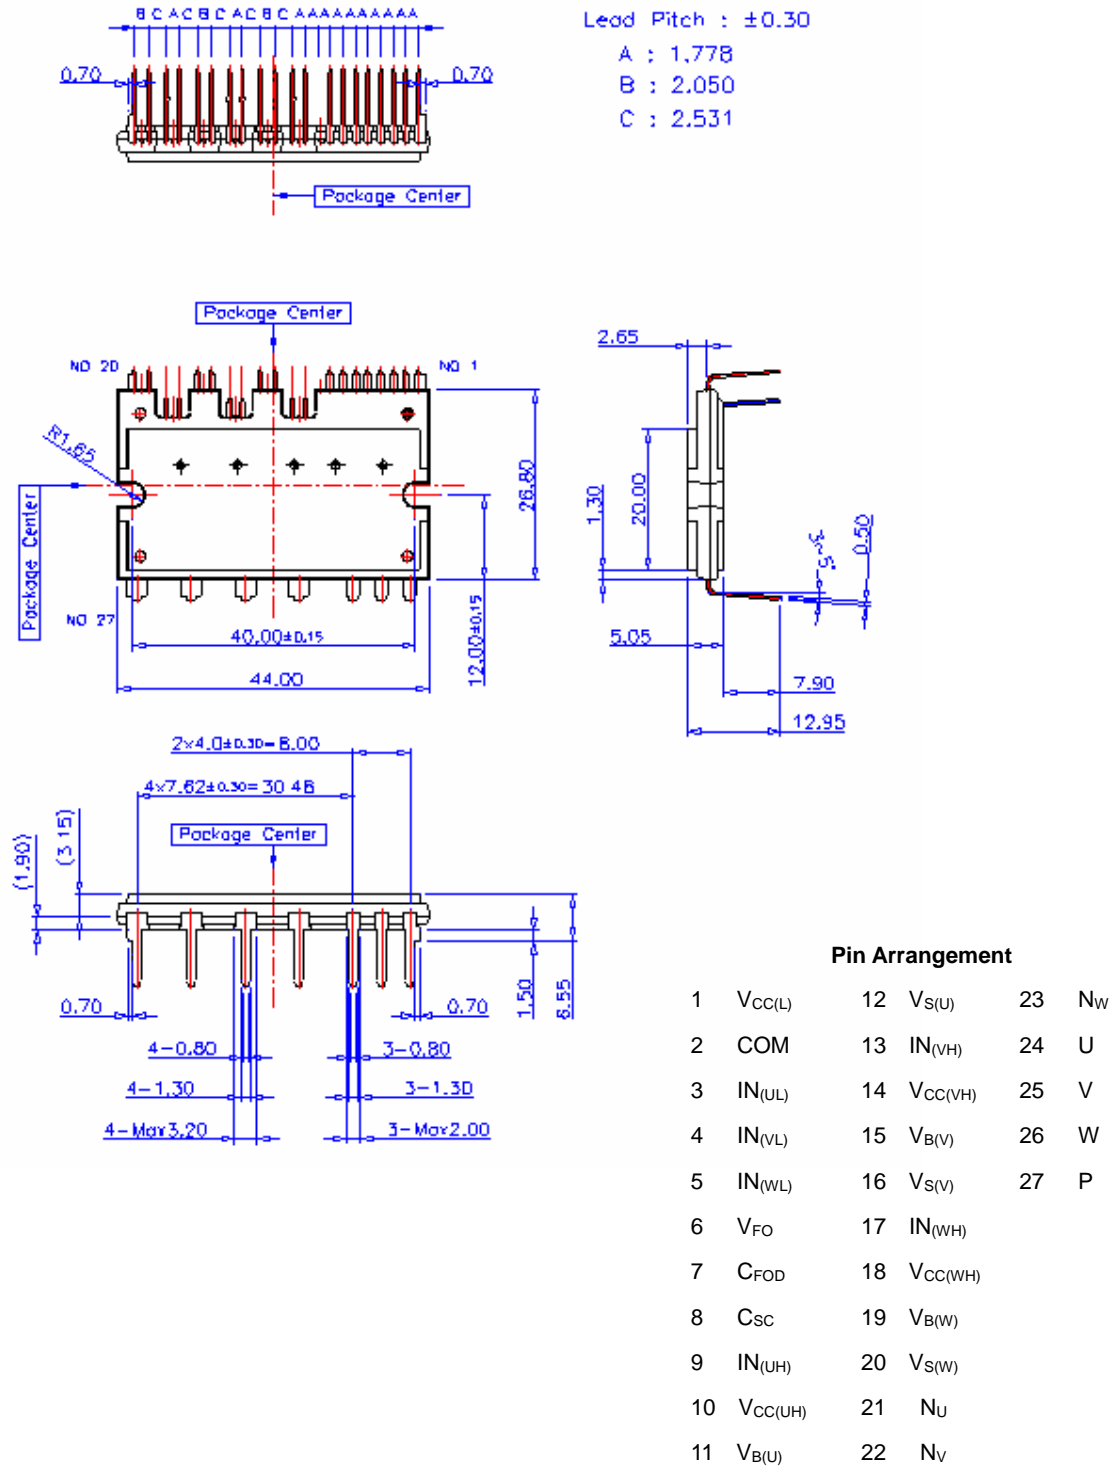 B C A C B C A C B C A A A A A A A A A
Lead Pitch : ±0.30
A : 1.778
B : 2.050
C : 2.531
0.70
0.70
Package Center
Package Center
NO 20
NO 1
R1.65
Package Center
26.80
12.00±0.15
NO 27
40.00±0.15
44.00
2.65
1.30
20.00
0.50
5.05
7.90
12.95
2×4.0±0.30=8.00
4×7.62±0.30=30.48
Package Center
(1.90)
(3.15)
0.70
0.70
1.50
6.55
4-0.80
3-0.80
4-1.30
3-1.30
4-Max3.20
3-Max2.00
Pin Arrangement
1 VCC(L) 12 VS(U) 23 NW
2 COM 13 IN(VH) 24 U
3 IN(UL) 14 VCC(VH) 25 V
4 IN(VL) 15 VB(V) 26 W
5 IN(WL) 16 VS(V) 27 P
6 VFO 17 IN(WH)
7 CFOD 18 VCC(WH)
8 CSC 19 VB(W)
9 IN(UH) 20 VS(W)
10 VCC(UH) 21 NU
11 VB(U) 22 NV